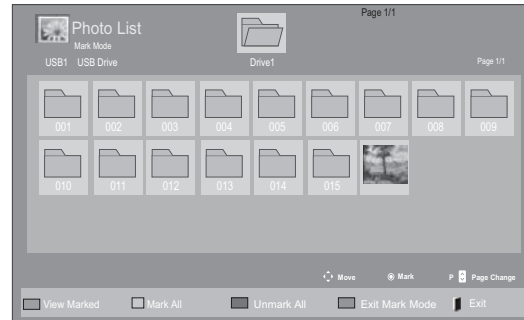 Page 1/1
Photo List
Mark Mode
USB1 USB Drive
Drive1
Page 1/1
001 002 003 004 005 006 007 008 009
010 011 012 013 014 015
Move Mark P Page Change
View Marked Mark All Unmark All Exit Mark Mode Exit